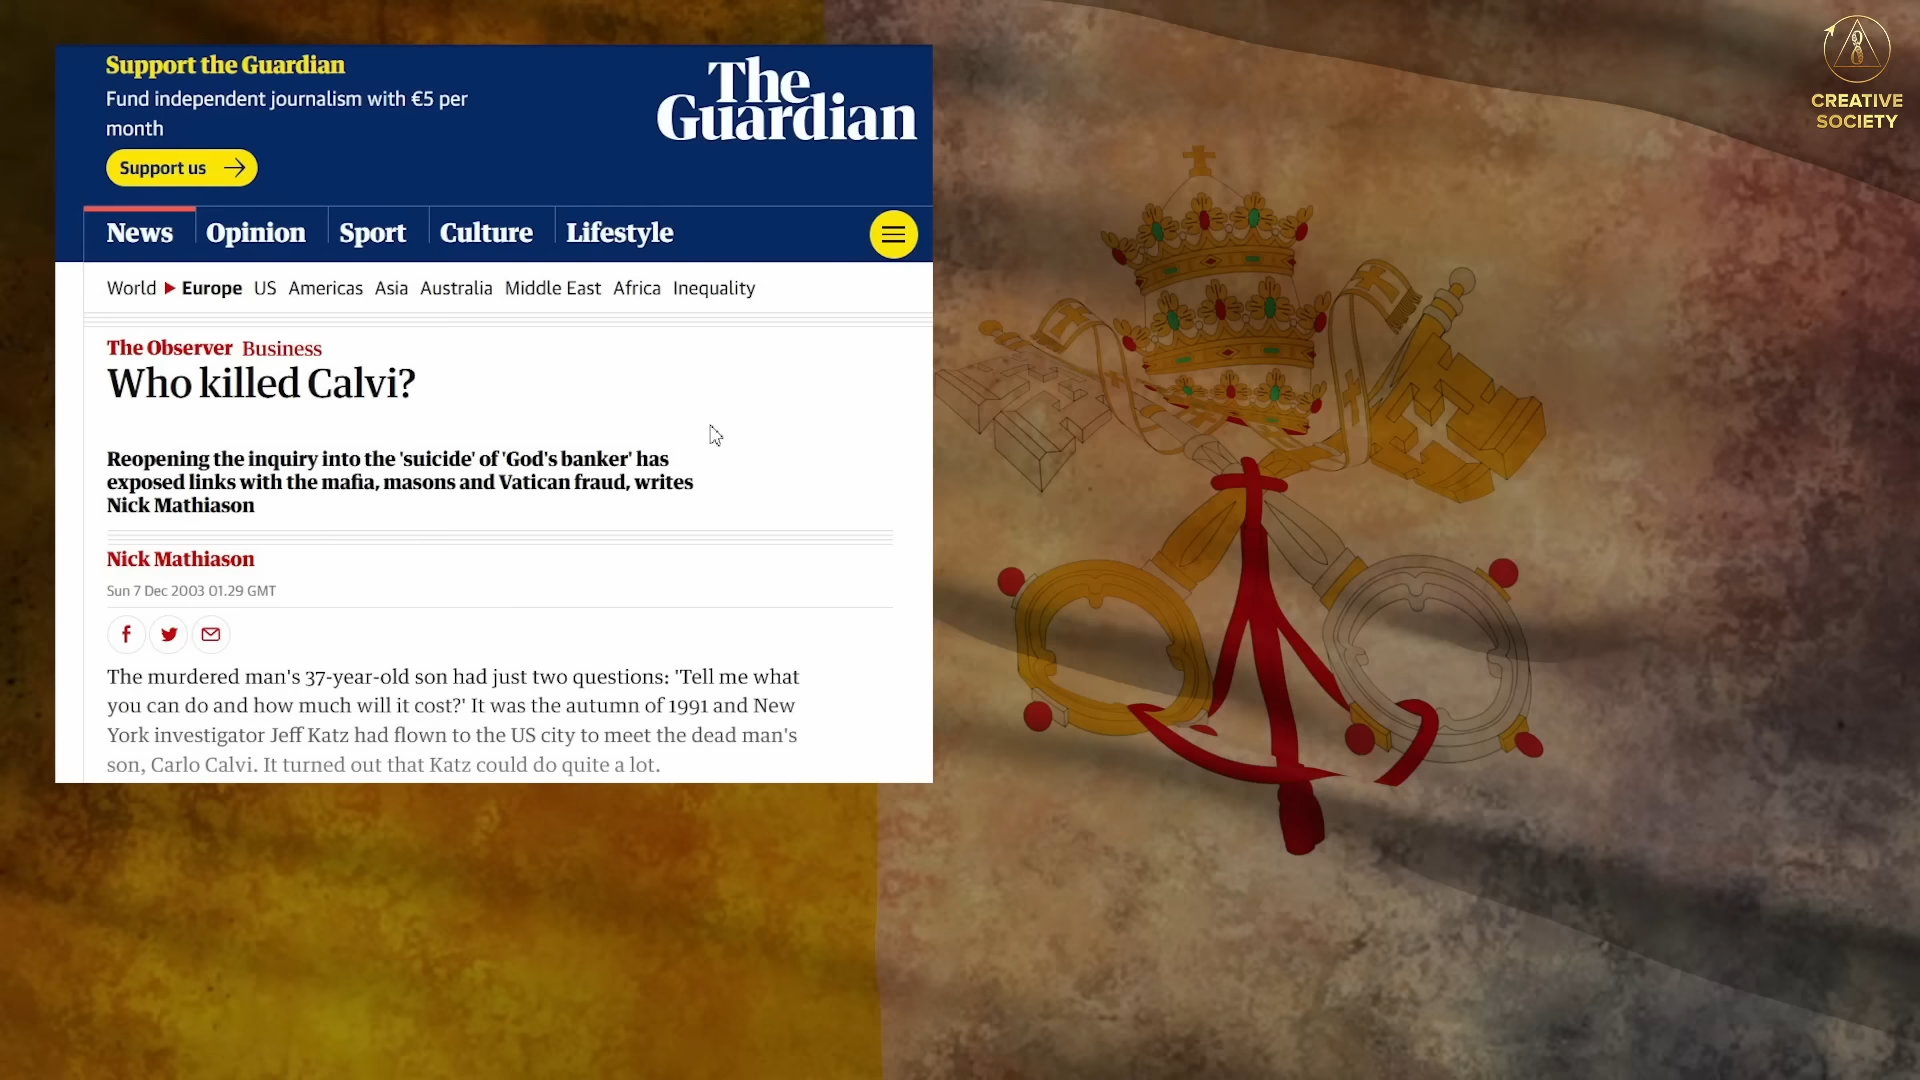 Support the Guardian
Fund independent journalism with €5 per
month
Support us
The
Guardian
News Opinion Sport Culture Lifestyle
World Europe US Americas Asia Australia Middle East Africa Inequality
The Observer Business
Who killed Calvi?
Reopening the inquiry into the 'suicide' of 'God's banker' has
exposed links with the mafia, masons and Vatican fraud, writes
Nick Mathiason
Nick Mathiason
Sun 7 Dec 2003 01.29 GMT
The murdered man's 37-year-old son had just two questions: 'Tell me what
you can do and how much will it cost?' It was the autumn of 1991 and New
York investigator Jeff Katz had flown to the US city to meet the dead man's
son, Carlo Calvi. It turned out that Katz could do quite a lot.
CREATIVE
SOCIETY